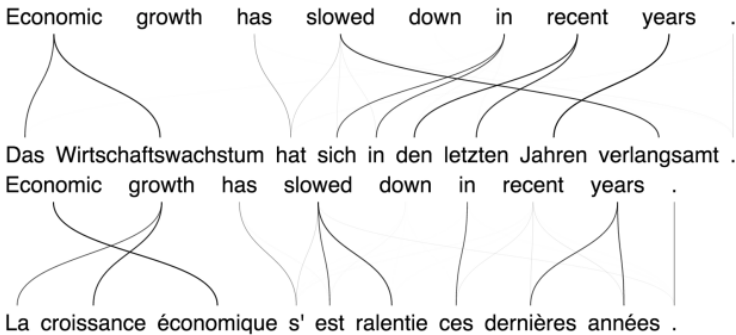 Economic growth has slowed down in recent years .
Das Wirtschaftswachstum hat sich in den letzten Jahren verlangsamt .
Economic growth has slowed down in recent years .
La croissance économique s' est ralentie ces dernières années .